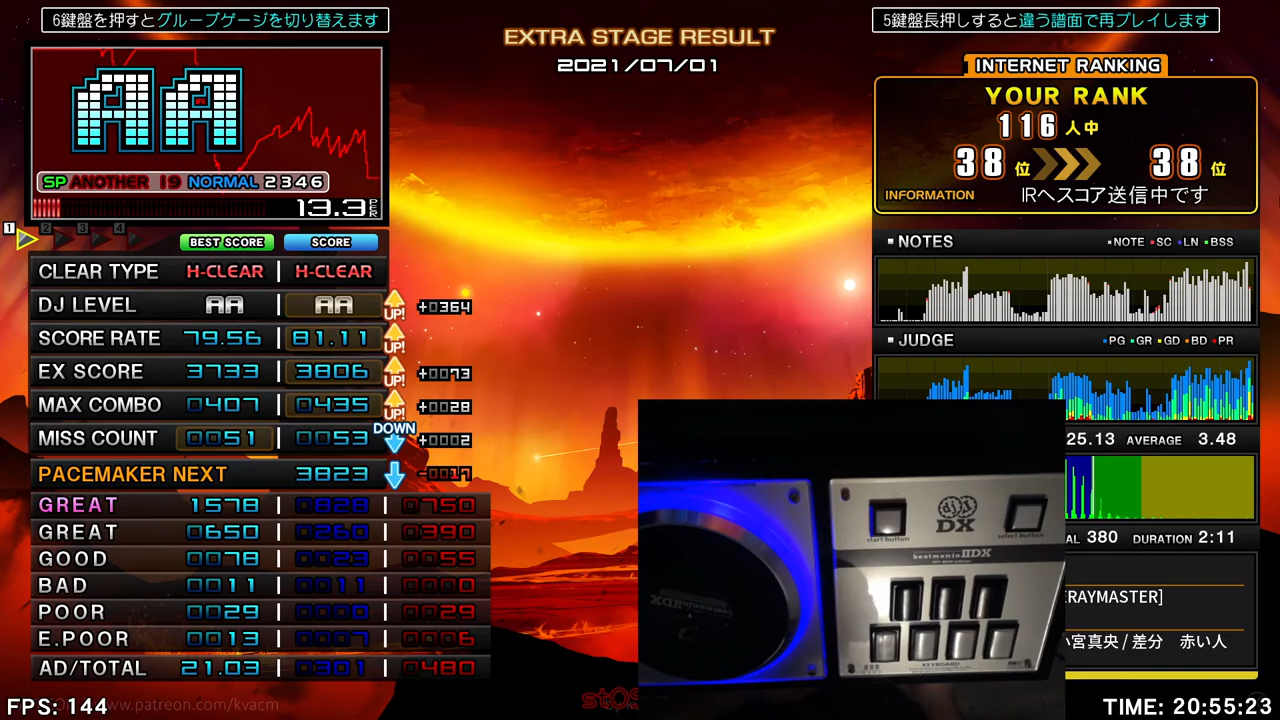 6鍵盤を押すとグルーブゲージを切り替えます
5鍵盤長押しすると違う譜面で再プレイします
EXTRA STAGE RESULT
2021/07/01
AA
SP ANOTHER 19 NORMAL 2346
13.3 PER
1 2 3 4
BEST SCORE SCORE
CLEAR TYPE H-CLEAR H-CLEAR
DJ LEVEL AA AA UP! +0364
SCORE RATE 79.56 81.11 UP!
EX SCORE 3733 3806 UP! +0073
MAX COMBO 0407 0435 UP! +0028
MISS COUNT 0051 0053 DOWN +0002
PACEMAKER NEXT 3823 -0017
GREAT 1578 0828 0750
GREAT 0650 0260 0390
GOOD 0078 0023 0055
BAD 0011 0011 0000
POOR 0029 0000 0029
E.POOR 0013 0007 0006
AD/TOTAL 21.03 0301 0480
INTERNET RANKING
YOUR RANK
116人中
38位 38位
INFORMATION IRへスコア送信中です
NOTES NOTE SC LN BSS
JUDGE PG GR GD BD PR
25.13 AVERAGE 3.48
AL 380 DURATION 2:11
ERAYMASTER]
小宮真央 / 差分 赤い人
start button
DX
select button
beatmania IIDX
KEYBOARD
FPS: 144
www.patreon.com/kvacm
TIME: 20:55:23